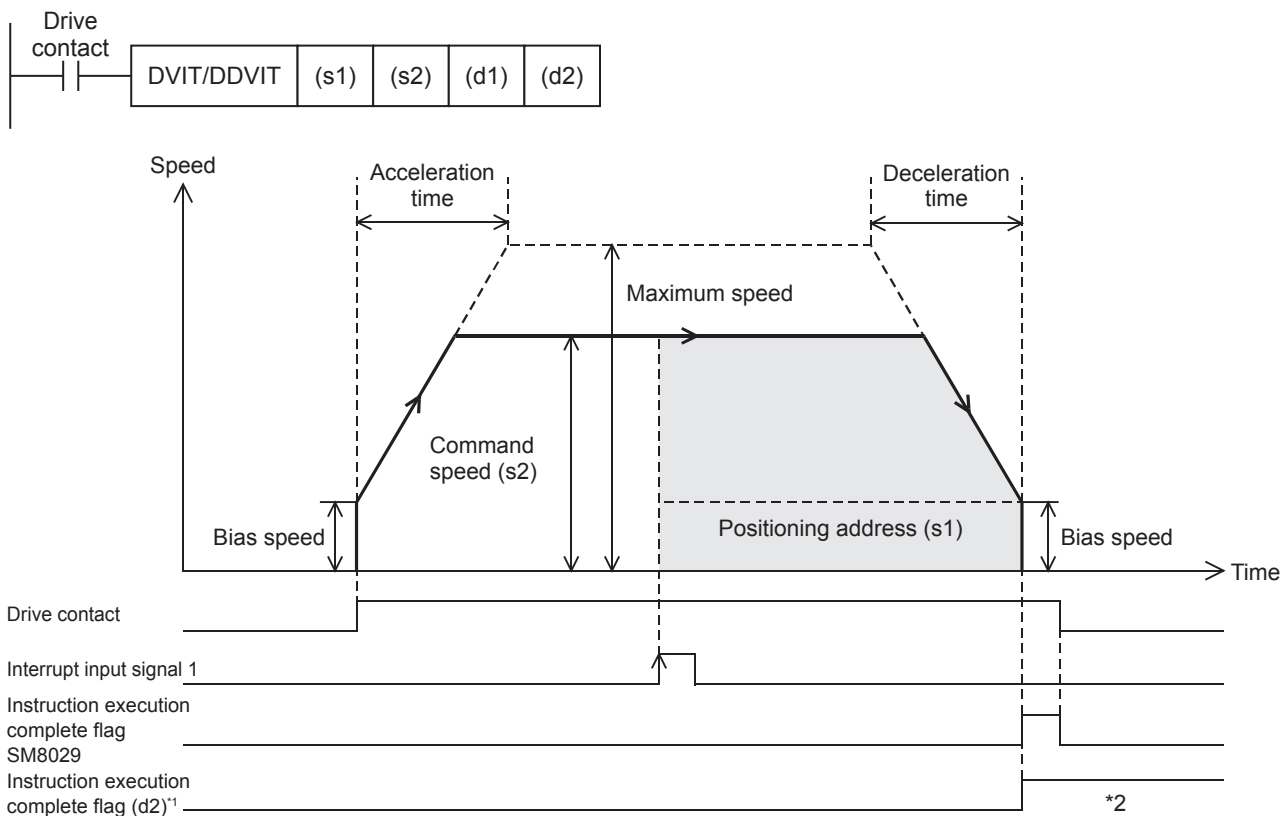 Drive
contact
DVIT/DDVIT (s1) (s2) (d1) (d2)
Speed
Acceleration
time
Deceleration
time
Maximum speed
Command
speed (s2)
Bias speed
Positioning address (s1)
Bias speed
Time
Drive contact
Interrupt input signal 1
Instruction execution
complete flag
SM8029
Instruction execution
complete flag (d2)*1
*2